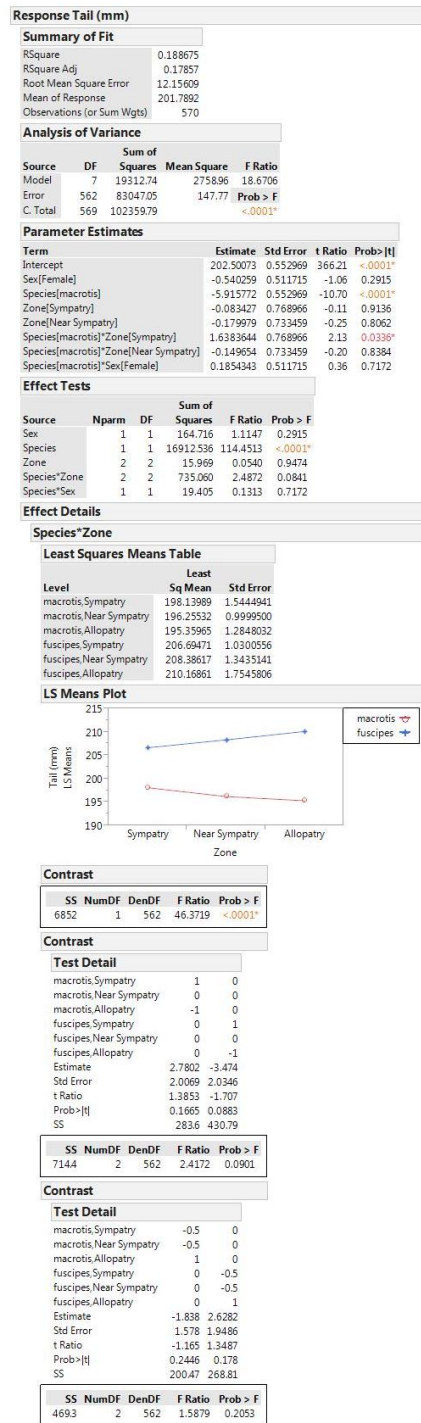 Response Tail (mm)
Summary of Fit
RSquare 0.188675
RSquare Adj 0.17857
Root Mean Square Error 12.15609
Mean of Response 201.7892
Observations (or Sum Wgts) 570
Analysis of Variance
Sum of
Source DF Squares Mean Square F Ratio
Model 7 19312.74 2758.96 18.6706
Error 562 83047.05 147.77 Prob > F
C. Total 569 102359.79 <.0001*
Parameter Estimates
Term Estimate Std Error t Ratio Prob>|t|
Intercept 202.50073 0.552969 366.21 <.0001*
Sex[Female] -0.540259 0.511715 -1.06 0.2915
Species[macrotis] -5.915772 0.552969 -10.70 <.0001*
Zone[Sympatry] -0.083427 0.768966 -0.11 0.9136
Zone[Near Sympatry] -0.179979 0.733459 -0.25 0.8062
Species[macrotis]*Zone[Sympatry] 1.6383644 0.768966 2.13 0.0336*
Species[macrotis]*Zone[Near Sympatry] -0.149654 0.733459 -0.20 0.8384
Species[macrotis]*Sex[Female] 0.1854343 0.511715 0.36 0.7172
Effect Tests
Sum of
Source Nparm DF Squares F Ratio Prob > F
Sex 1 1 164.716 1.1147 0.2915
Species 1 1 16912.536 114.4513 <.0001*
Zone 2 2 15.969 0.0540 0.9474
Species*Zone 2 2 735.060 2.4872 0.0841
Species*Sex 1 1 19.405 0.1313 0.7172
Effect Details
Species*Zone
Least Squares Means Table
Least
Level Sq Mean Std Error
macrotis,Sympatry 198.13989 1.5444941
macrotis,Near Sympatry 196.25532 0.9999500
macrotis,Allopatry 195.35965 1.2848032
fuscipes,Sympatry 206.69471 1.0300556
fuscipes,Near Sympatry 208.38617 1.3435141
fuscipes,Allopatry 210.16861 1.7545806
LS Means Plot
215
210
205
200
195
190
Tail (mm)
LS Means
Sympatry Near Sympatry Allopatry
Zone
macrotis
fuscipes
Contrast
SS NumDF DenDF F Ratio Prob > F
6852 1 562 46.3719 <.0001*
Contrast
Test Detail
macrotis,Sympatry 1 0
macrotis,Near Sympatry 0 0
macrotis,Allopatry -1 0
fuscipes,Sympatry 0 1
fuscipes,Near Sympatry 0 0
fuscipes,Allopatry 0 -1
Estimate 2.7802 -3.474
Std Error 2.0069 2.0346
t Ratio 1.3853 -1.707
Prob>|t| 0.1665 0.0883
SS 283.6 430.79
SS NumDF DenDF F Ratio Prob > F
714.4 2 562 2.4172 0.0901
Contrast
Test Detail
macrotis,Sympatry -0.5 0
macrotis,Near Sympatry -0.5 0
macrotis,Allopatry 1 0
fuscipes,Sympatry 0 -0.5
fuscipes,Near Sympatry 0 -0.5
fuscipes,Allopatry 0 1
Estimate -1.838 2.6282
Std Error 1.578 1.9486
t Ratio -1.165 1.3487
Prob>|t| 0.2446 0.178
SS 200.47 268.81
SS NumDF DenDF F Ratio Prob > F
469.3 2 562 1.5879 0.2053